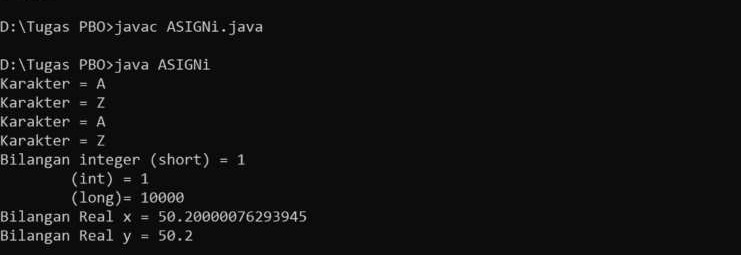 D:\Tugas PBO>javac ASIGNi.java
D:\Tugas PBO>java ASIGNi
Karakter = A
Karakter = Z
Karakter = A
Karakter = Z
Bilangan integer (short) = 1
(int) = 1
(long)= 10000
Bilangan Real x = 50.20000076293945
Bilangan Real y = 50.2